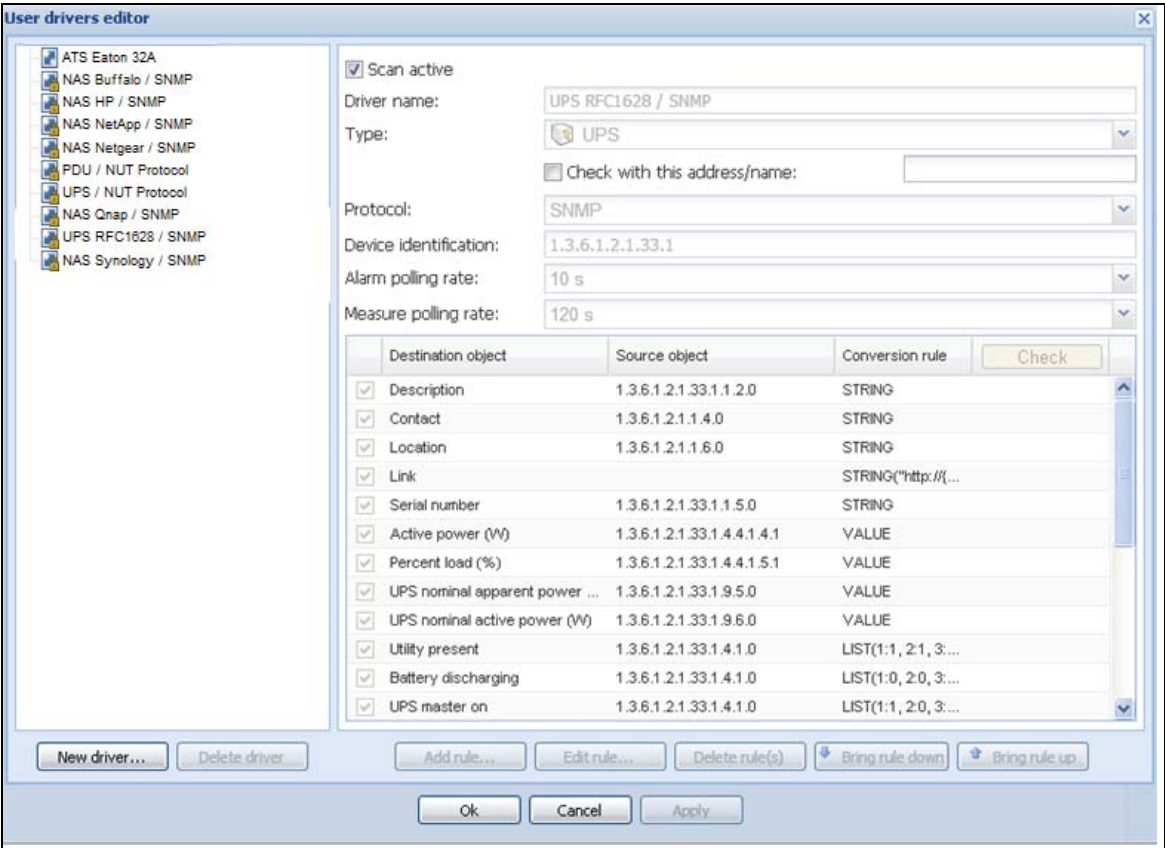 User drivers editor
ATS Eaton 32A
NAS Buffalo / SNMP
NAS HP / SNMP
NAS NetApp / SNMP
NAS Netgear / SNMP
PDU / NUT Protocol
UPS / NUT Protocol
NAS Qnap / SNMP
UPS RFC1628 / SNMP
NAS Synology / SNMP
Scan active
Driver name: UPS RFC1628 / SNMP
Type: UPS
Check with this address/name:
Protocol: SNMP
Device identification: 1.3.6.1.2.1.33.1
Alarm polling rate: 10 s
Measure polling rate: 120 s
Destination object Source object Conversion rule Check
Description 1.3.6.1.2.1.33.1.1.2.0 STRING
Contact 1.3.6.1.2.1.1.4.0 STRING
Location 1.3.6.1.2.1.1.6.0 STRING
Link STRING("http://{...
Serial number 1.3.6.1.2.1.33.1.1.5.0 STRING
Active power (W) 1.3.6.1.2.1.33.1.4.4.1.4.1 VALUE
Percent load (%) 1.3.6.1.2.1.33.1.4.4.1.5.1 VALUE
UPS nominal apparent power ... 1.3.6.1.2.1.33.1.9.5.0 VALUE
UPS nominal active power (W) 1.3.6.1.2.1.33.1.9.6.0 VALUE
Utility present 1.3.6.1.2.1.33.1.4.1.0 LIST(1:1, 2:1, 3:...
Battery discharging 1.3.6.1.2.1.33.1.4.1.0 LIST(1:0, 2:0, 3:...
UPS master on 1.3.6.1.2.1.33.1.4.1.0 LIST(1:1, 2:0, 3:...
New driver... Delete driver Add rule... Edit rule... Delete rule(s) Bring rule down Bring rule up
Ok Cancel Apply